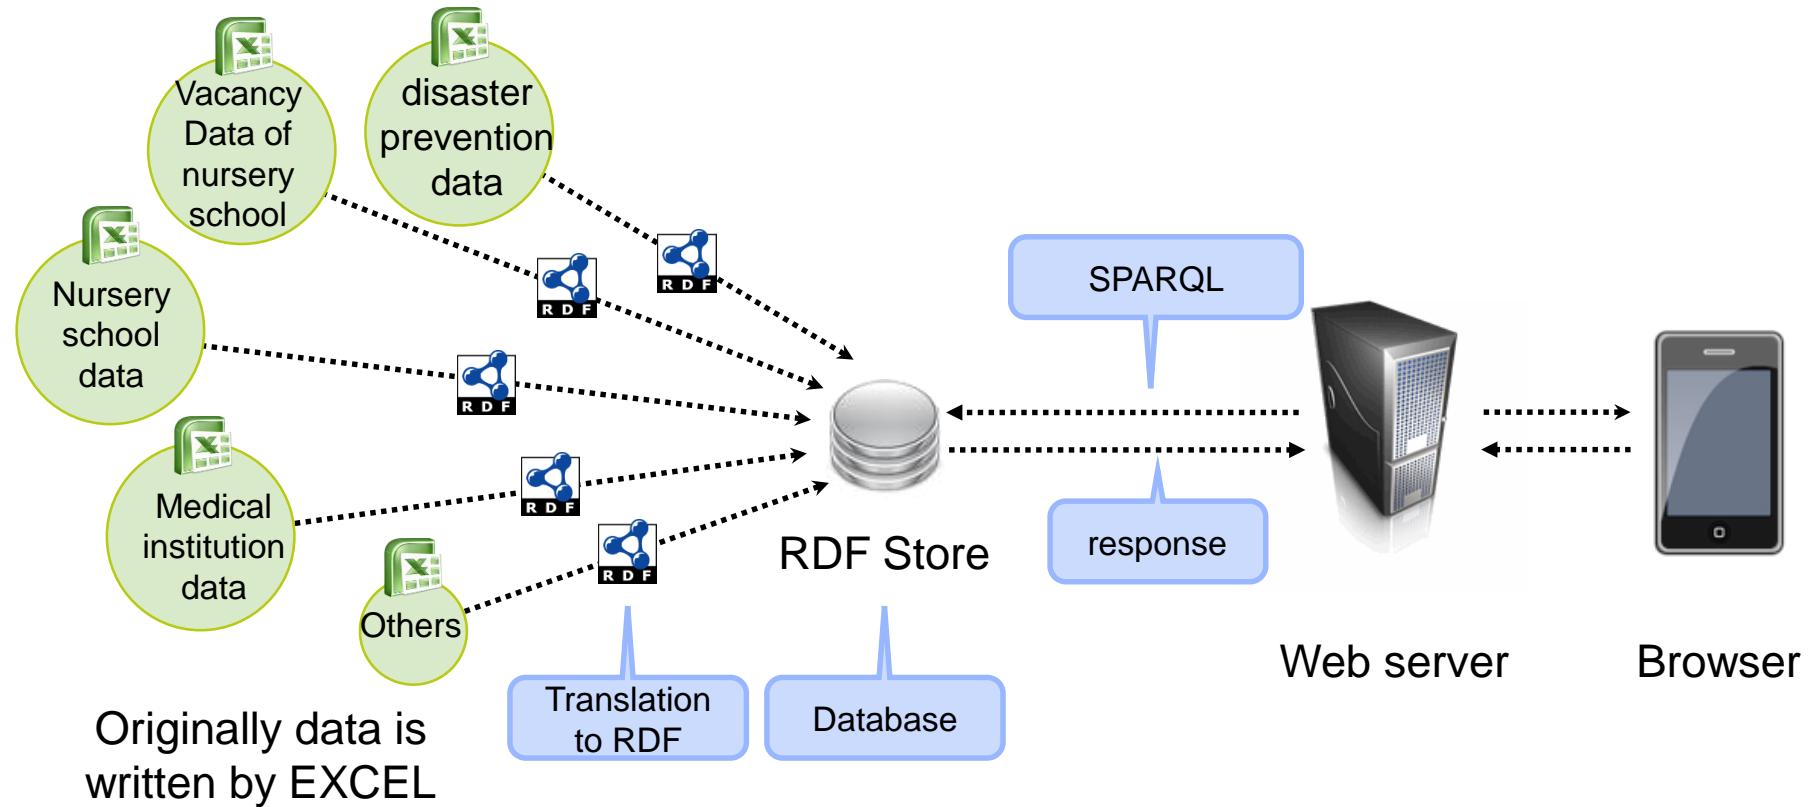 Vacancy
Data of
nursery
school
disaster
prevention
data
Nursery
school
data
Medical
institution
data
Others
RDF
RDF
RDF
RDF
RDF
SPARQL
response
RDF Store
Web server
Browser
Translation
to RDF
Database
Originally data is
written by EXCEL